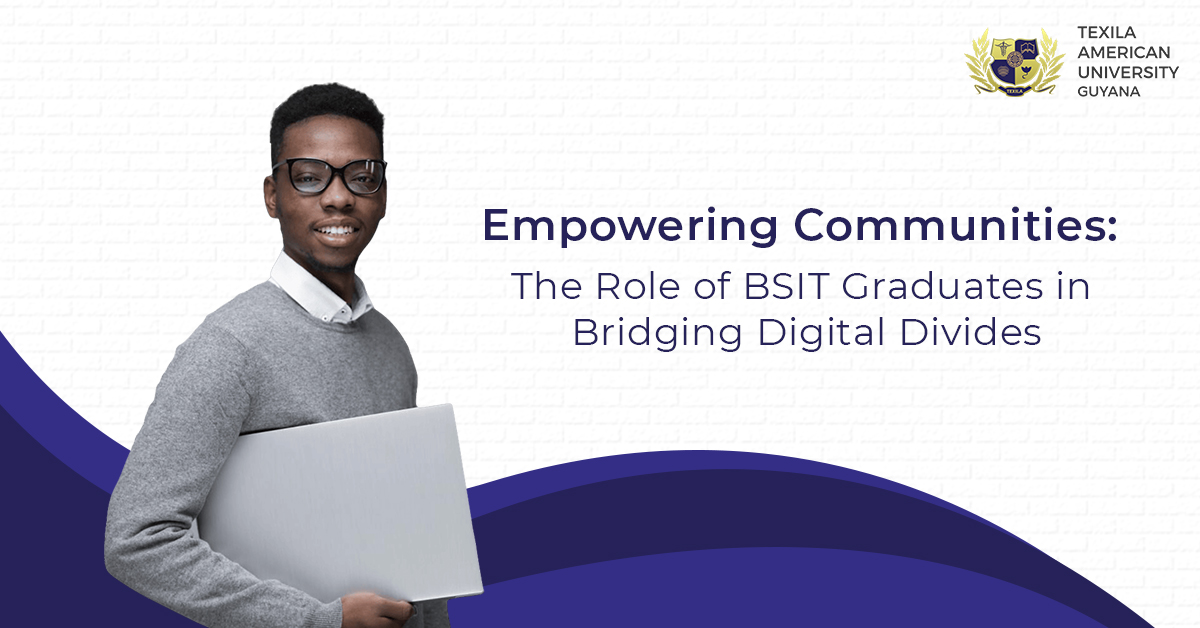 TEXILA
AMERICAN
UNIVERSITY
GUYANA
TEXILA
Empowering Communities:
The Role of BSIT Graduates in
Bridging Digital Divides